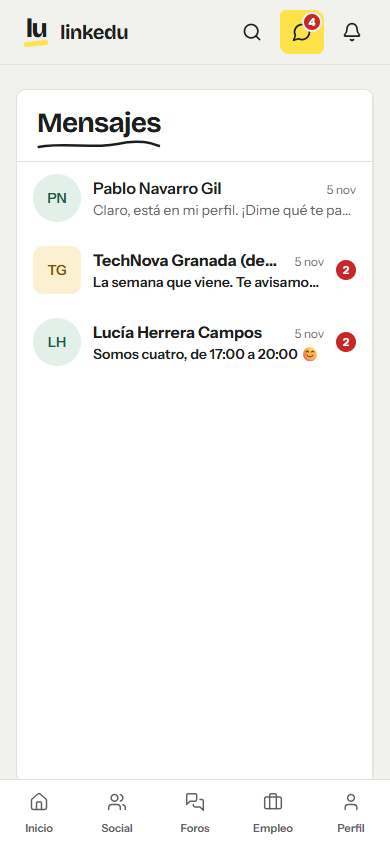 lu linkedu
4
Mensajes
PN
Pablo Navarro Gil
5 nov
Claro, está en mi perfil. ¡Dime qué te pa...
TG
TechNova Granada (de...
5 nov
La semana que viene. Te avisamo...
2
LH
Lucía Herrera Campos
5 nov
Somos cuatro, de 17:00 a 20:00 😊
2
Inicio
Social
Foros
Empleo
Perfil